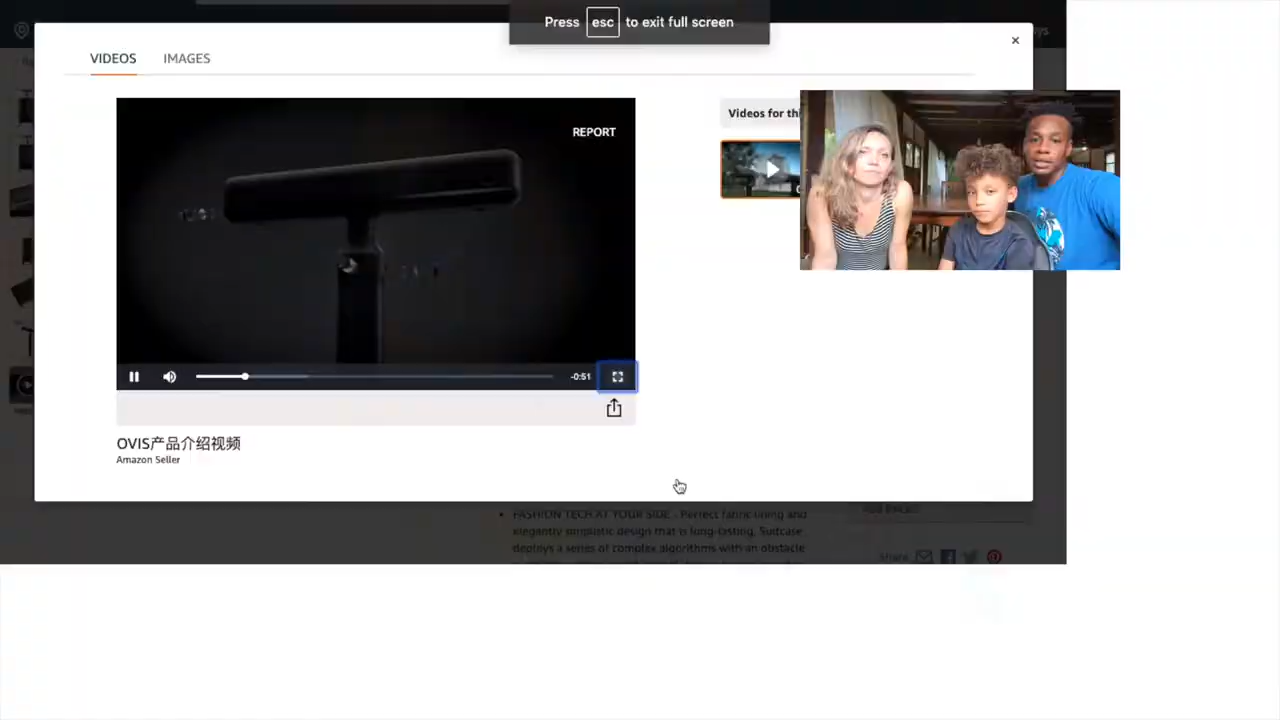 Press esc to exit full screen
VIDEOS IMAGES
REPORT
Videos for thi
-0:51
OVIS产品介绍视频
Amazon Seller
FASHION TECH AT YOUR SIDE - Perfect fabric lining and
elegantly simplistic design that is long-lasting. Suitcase
deploys a series of complex algorithms with an obstacle
Share